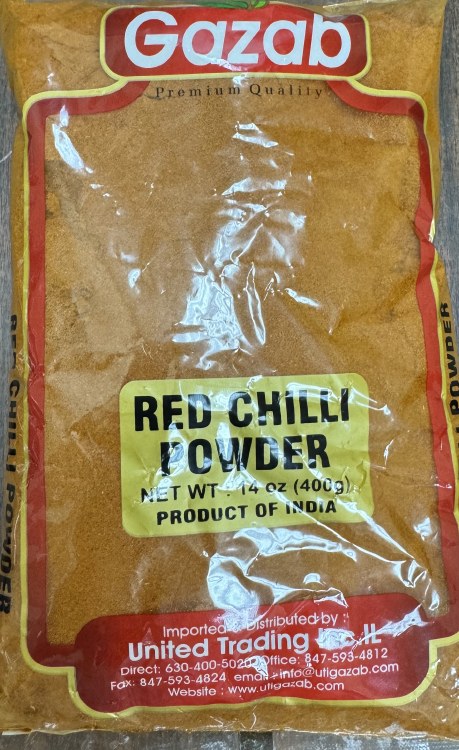 Gazab
Premium Quality
RED CHILLI
POWDER
NET WT : 14 oz (400g)
PRODUCT OF INDIA
Imported & Distributed by :
United Trading Inc, IL
Direct: 630-400-5020 Office: 847-593-4812
Fax: 847-593-4824 email : info@utigazab.com
Website : www.utigazab.com
RED CHILLI POWDER
POWDER